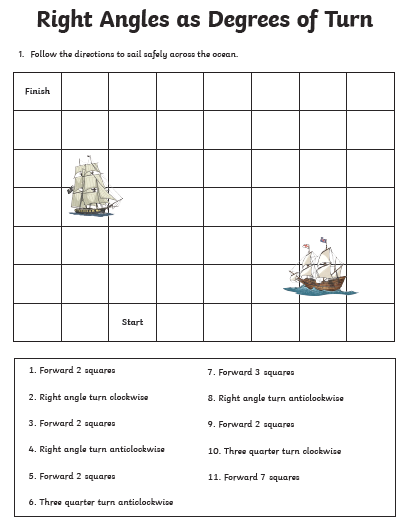 Right Angles as Degrees of Turn
1. Follow the directions to sail safely across the ocean.
Finish
Start
1. Forward 2 squares
2. Right angle turn clockwise
3. Forward 2 squares
4. Right angle turn anticlockwise
5. Forward 2 squares
6. Three quarter turn anticlockwise
7. Forward 3 squares
8. Right angle turn anticlockwise
9. Forward 2 squares
10. Three quarter turn clockwise
11. Forward 7 squares